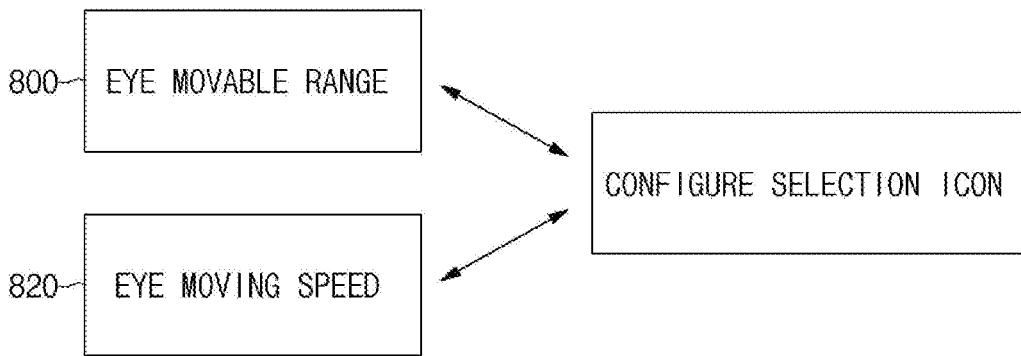 800
EYE MOVABLE RANGE
CONFIGURE SELECTION ICON
820
EYE MOVING SPEED